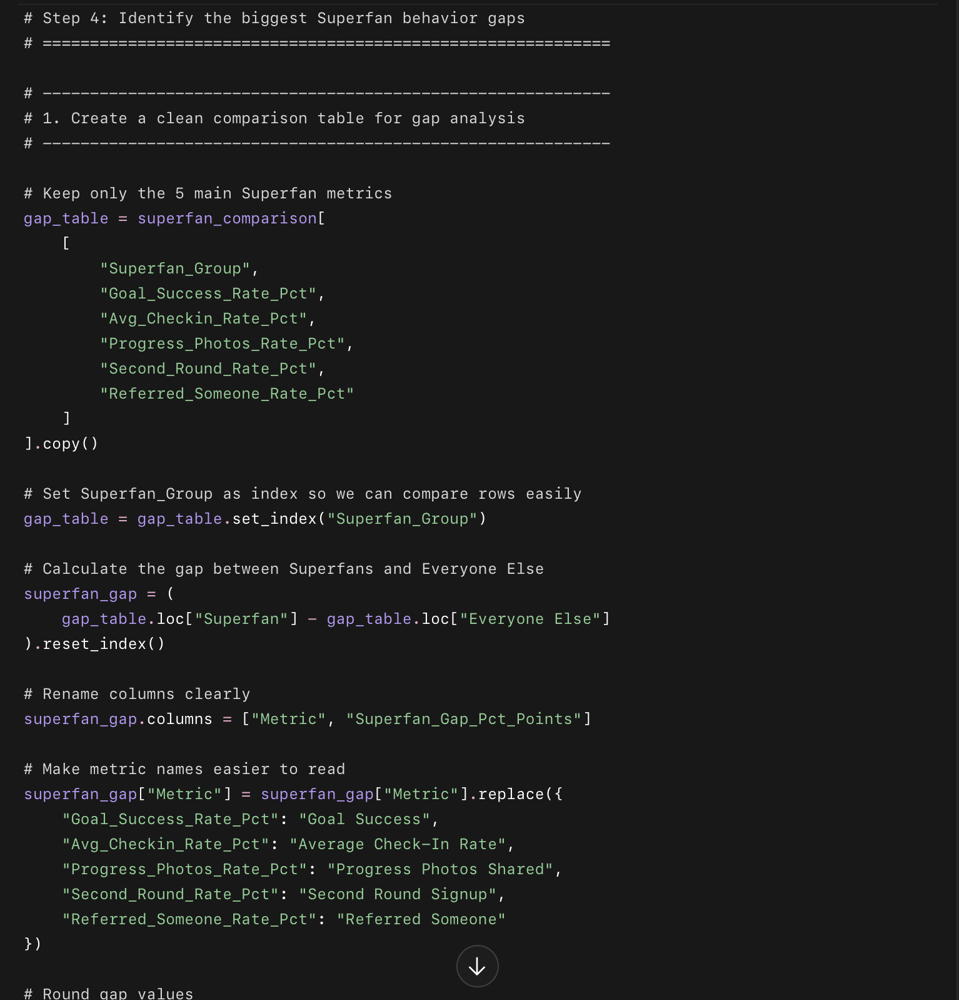 # Step 4: Identify the biggest Superfan behavior gaps
# ============================================================
# ------------------------------------------------------------
# 1. Create a clean comparison table for gap analysis
# ------------------------------------------------------------
# Keep only the 5 main Superfan metrics
gap_table = superfan_comparison[
    [
        "Superfan_Group",
        "Goal_Success_Rate_Pct",
        "Avg_Checkin_Rate_Pct",
        "Progress_Photos_Rate_Pct",
        "Second_Round_Rate_Pct",
        "Referred_Someone_Rate_Pct"
    ]
].copy()
# Set Superfan_Group as index so we can compare rows easily
gap_table = gap_table.set_index("Superfan_Group")
# Calculate the gap between Superfans and Everyone Else
superfan_gap = (
    gap_table.loc["Superfan"] - gap_table.loc["Everyone Else"]
).reset_index()
# Rename columns clearly
superfan_gap.columns = ["Metric", "Superfan_Gap_Pct_Points"]
# Make metric names easier to read
superfan_gap["Metric"] = superfan_gap["Metric"].replace({
    "Goal_Success_Rate_Pct": "Goal Success",
    "Avg_Checkin_Rate_Pct": "Average Check-In Rate",
    "Progress_Photos_Rate_Pct": "Progress Photos Shared",
    "Second_Round_Rate_Pct": "Second Round Signup",
    "Referred_Someone_Rate_Pct": "Referred Someone"
})
# Round gap values